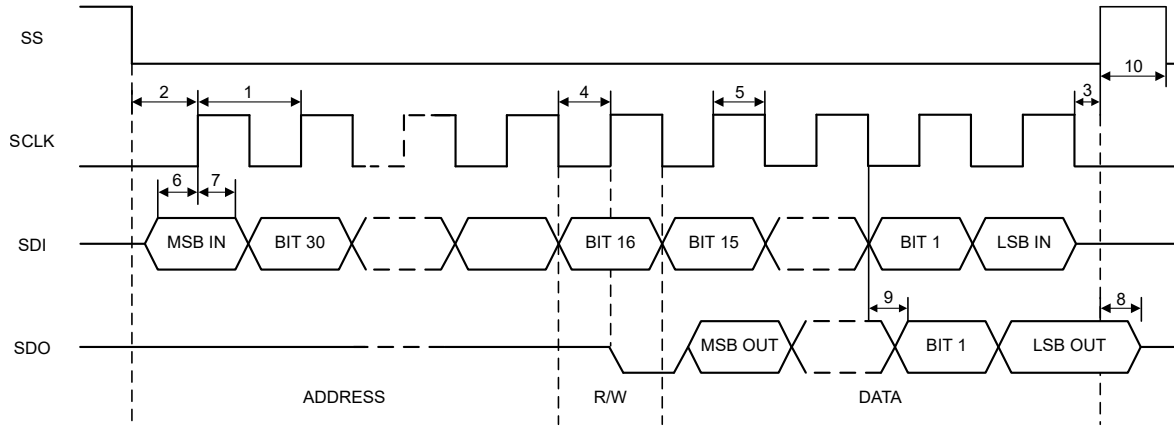 SS
10
2 1 4 5 3
SCLK
6 7
SDI MSB IN BIT 30 BIT 16 BIT 15 BIT 1 LSB IN
9 8
SDO MSB OUT BIT 1 LSB OUT
ADDRESS R/W DATA